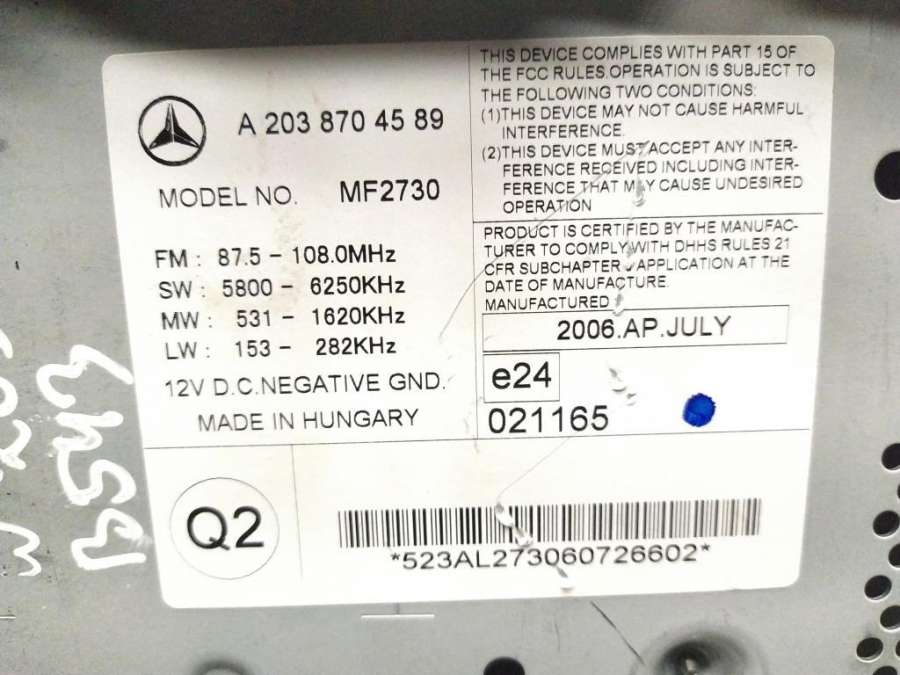 A 203 870 45 89
MODEL NO. MF2730
FM : 87.5 - 108.0MHz
SW : 5800 - 6250KHz
MW : 531 - 1620KHz
LW : 153 - 282KHz
12V D.C.NEGATIVE GND.
MADE IN HUNGARY
THIS DEVICE COMPLIES WITH PART 15 OF
THE FCC RULES.OPERATION IS SUBJECT TO
THE FOLLOWING TWO CONDITIONS:
(1)THIS DEVICE MAY NOT CAUSE HARMFUL
INTERFERENCE.
(2)THIS DEVICE MUST ACCEPT ANY INTER-
FERENCE RECEIVED INCLUDING INTER-
FERENCE THAT MAY CAUSE UNDESIRED
OPERATION
PRODUCT IS CERTIFIED BY THE MANUFAC-
TURER TO COMPLY WITH DHHS RULES 21
CFR SUBCHAPTER J APPLICATION AT THE
DATE OF MANUFACTURE.
MANUFACTURED
2006.AP.JULY
e24
021165
Q2
*523AL273060726602*